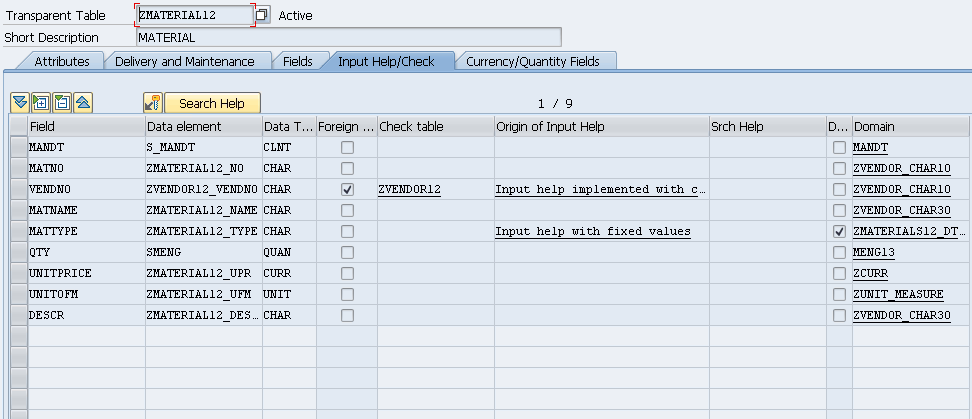 Transparent Table ZMATERIAL12 Active
Short Description MATERIAL
Attributes Delivery and Maintenance Fields Input Help/Check Currency/Quantity Fields
Search Help 1 / 9
Field Data element Data T... Foreign ... Check table Origin of Input Help Srch Help D... Domain
MANDT S_MANDT CLNT MANDT
MATNO ZMATERIAL12_NO CHAR ZVENDOR_CHAR10
VENDNO ZVENDOR12_VENDNO CHAR ZVENDOR12 Input help implemented with c... ZVENDOR_CHAR10
MATNAME ZMATERIAL12_NAME CHAR ZVENDOR_CHAR30
MATTYPE ZMATERIAL12_TYPE CHAR Input help with fixed values ZMATERIALS12_DT...
QTY SMENG QUAN MENG13
UNITPRICE ZMATERIAL12_UPR CURR ZCURR
UNITOFM ZMATERIAL12_UFM UNIT ZUNIT_MEASURE
DESCR ZMATERIAL12_DES... CHAR ZVENDOR_CHAR30